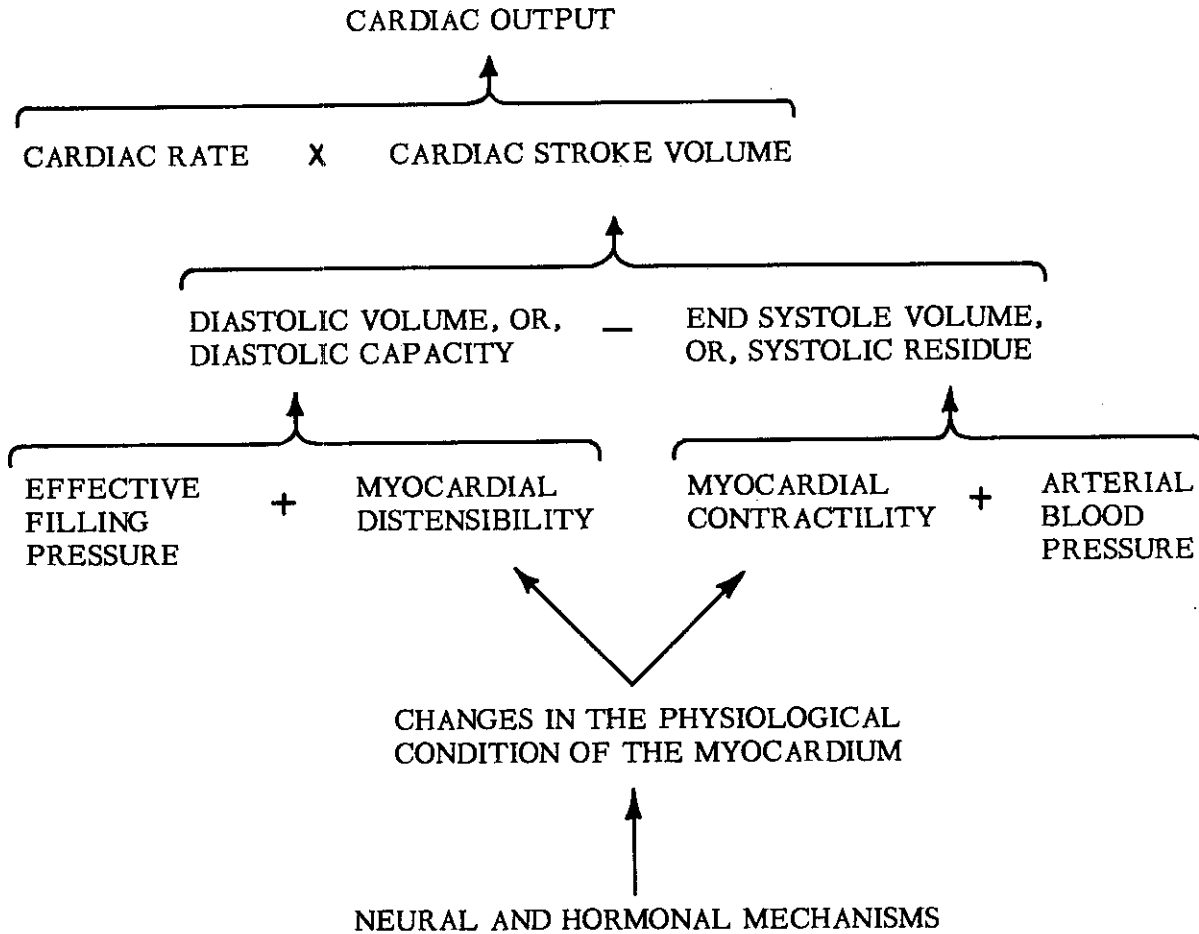 CARDIAC OUTPUT
CARDIAC RATE X CARDIAC STROKE VOLUME
DIASTOLIC VOLUME, OR,
DIASTOLIC CAPACITY
—
END SYSTOLE VOLUME,
OR, SYSTOLIC RESIDUE
EFFECTIVE
FILLING
PRESSURE
+
MYOCARDIAL
DISTENSIBILITY
MYOCARDIAL
CONTRACTILITY
+
ARTERIAL
BLOOD
PRESSURE
CHANGES IN THE PHYSIOLOGICAL
CONDITION OF THE MYOCARDIUM
NEURAL AND HORMONAL MECHANISMS